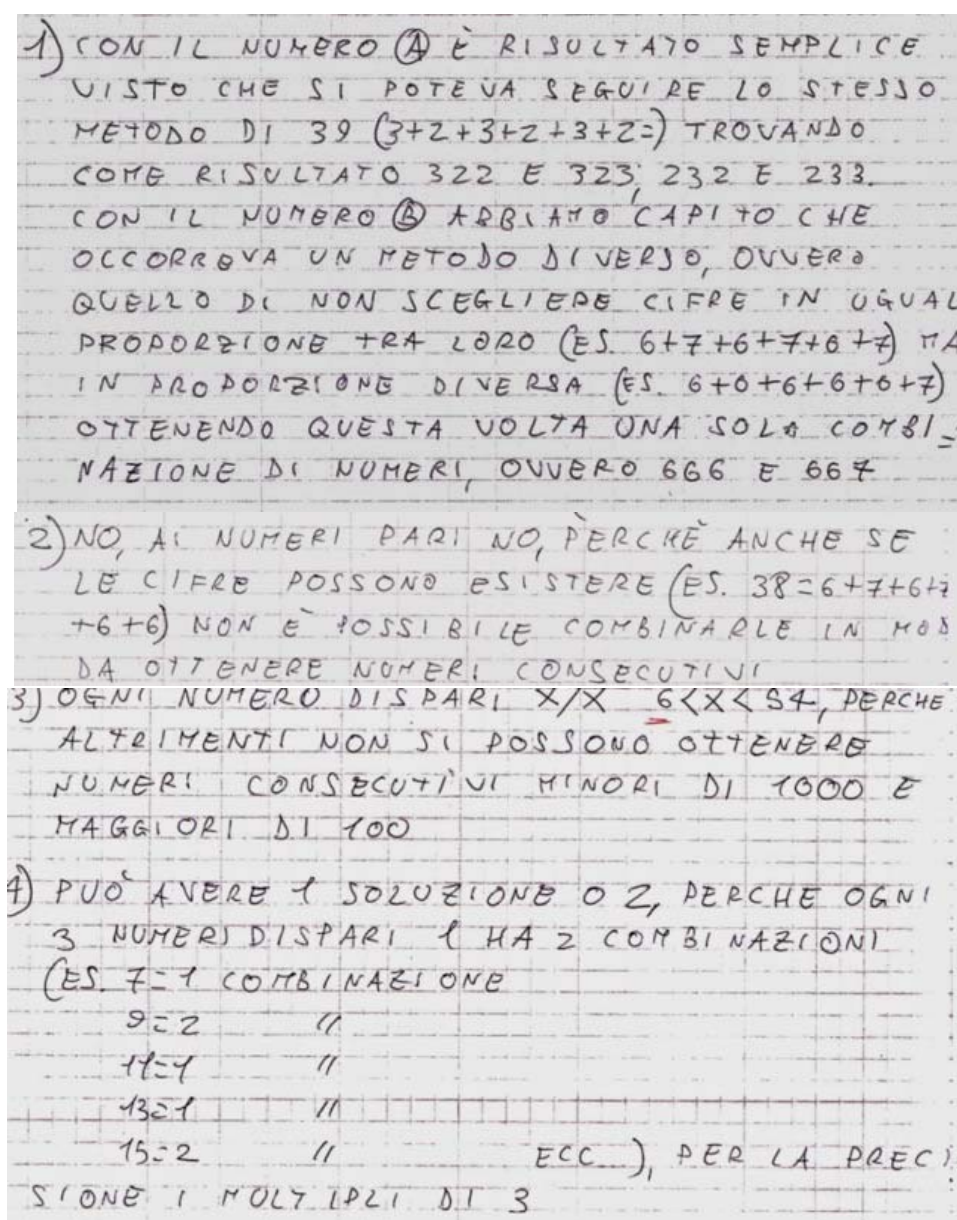 1) CON IL NUMERO Ⓐ È RISULTATO SEMPLICE
VISTO CHE SI POTEVA SEGUIRE LO STESSO
METODO DI 39 (3+2+3+2+3+2=) TROVANDO
COME RISULTATO 322 E 323, 232 E 233.
CON IL NUMERO Ⓑ ABBIAMO CAPITO CHE
OCCORREVA UN METODO DIVERSO, OVVERO
QUELLO DI NON SCEGLIERE CIFRE IN UGUAL
PROPORZIONE TRA LORO (ES. 6+7+6+7+6+7) MA
IN PROPORZIONE DIVERSA (ES. 6+6+6+6+6+7)
OTTENENDO QUESTA VOLTA UNA SOLA COMBI=
NAZIONE DI NUMERI, OVVERO 666 E 667
2) NO, AI NUMERI PARI NO, PERCHÈ ANCHE SE
LE CIFRE POSSONO ESISTERE (ES. 38=6+7+6+7
+6+6) NON È POSSIBILE COMBINARLE IN MOD
DA OTTENERE NUMERI CONSECUTIVI
3) OGNI NUMERO DISPARI X/X 6<X<54, PERCHE
ALTRIMENTI NON SI POSSONO OTTENERE
NUMERI CONSECUTIVI MINORI DI 1000 E
MAGGIORI DI 100
4) PUÒ AVERE 1 SOLUZIONE O 2, PERCHE OGNI
3 NUMERI DISPARI 1 HA 2 COMBINAZIONI
(ES. 7=1 COMBINAZIONE
9=2 "
11=1 "
13=1 "
15=2 " ECC...), PER LA PRECI
SIONE I MOLTIPLI DI 3